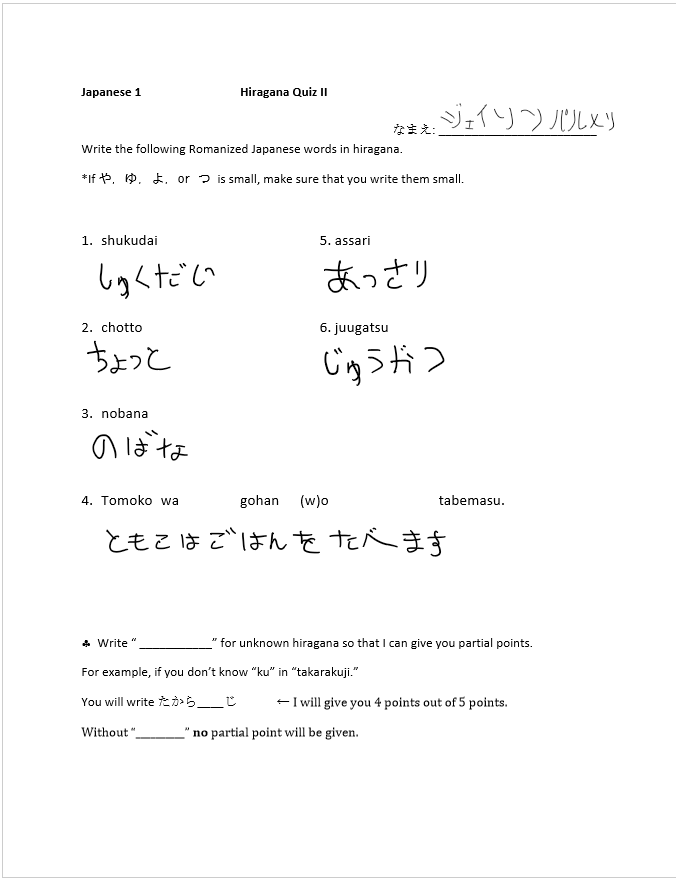 Japanese 1 Hiragana Quiz II
なまえ: ジェイソン パルメリ
Write the following Romanized Japanese words in hiragana.
*If や, ゆ, よ, or つ is small, make sure that you write them small.
1. shukudai
しゅくだい
2. chotto
ちょっと
3. nobana
のばな
5. assari
あっさり
6. juugatsu
じゅうがつ
4. Tomoko wa gohan (w)o tabemasu.
ともこはごはんをたべます
♣ Write “ ___________” for unknown hiragana so that I can give you partial points.
For example, if you don’t know “ku” in “takarakuji.”
You will write たから____じ ← I will give you 4 points out of 5 points.
Without “________” no partial point will be given.